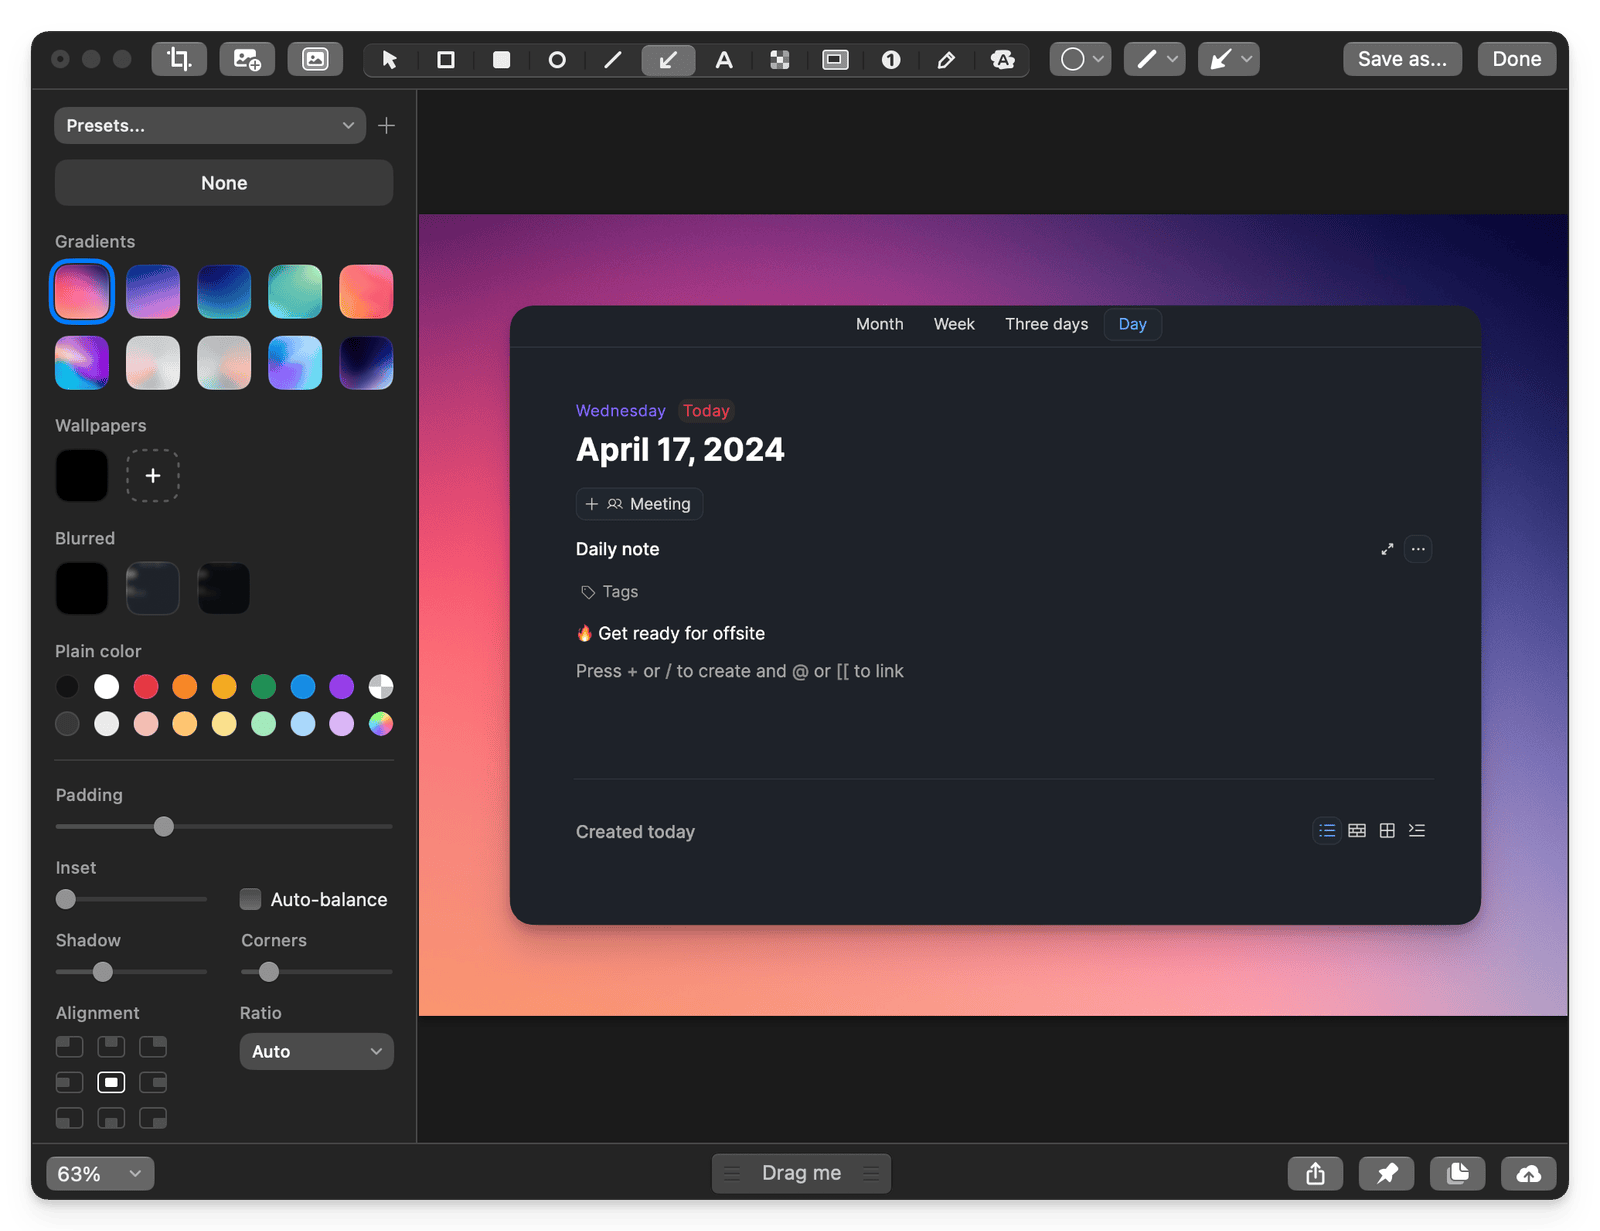 Save as...
Done
Presets...
None
Gradients
Wallpapers
Blurred
Plain color
Padding
Inset
Auto-balance
Shadow
Corners
Alignment
Ratio
Auto
Month Week Three days Day
Wednesday Today
April 17, 2024
+ Meeting
Daily note
Tags
🔥 Get ready for offsite
Press + or / to create and @ or [[ to link
Created today
63%
Drag me